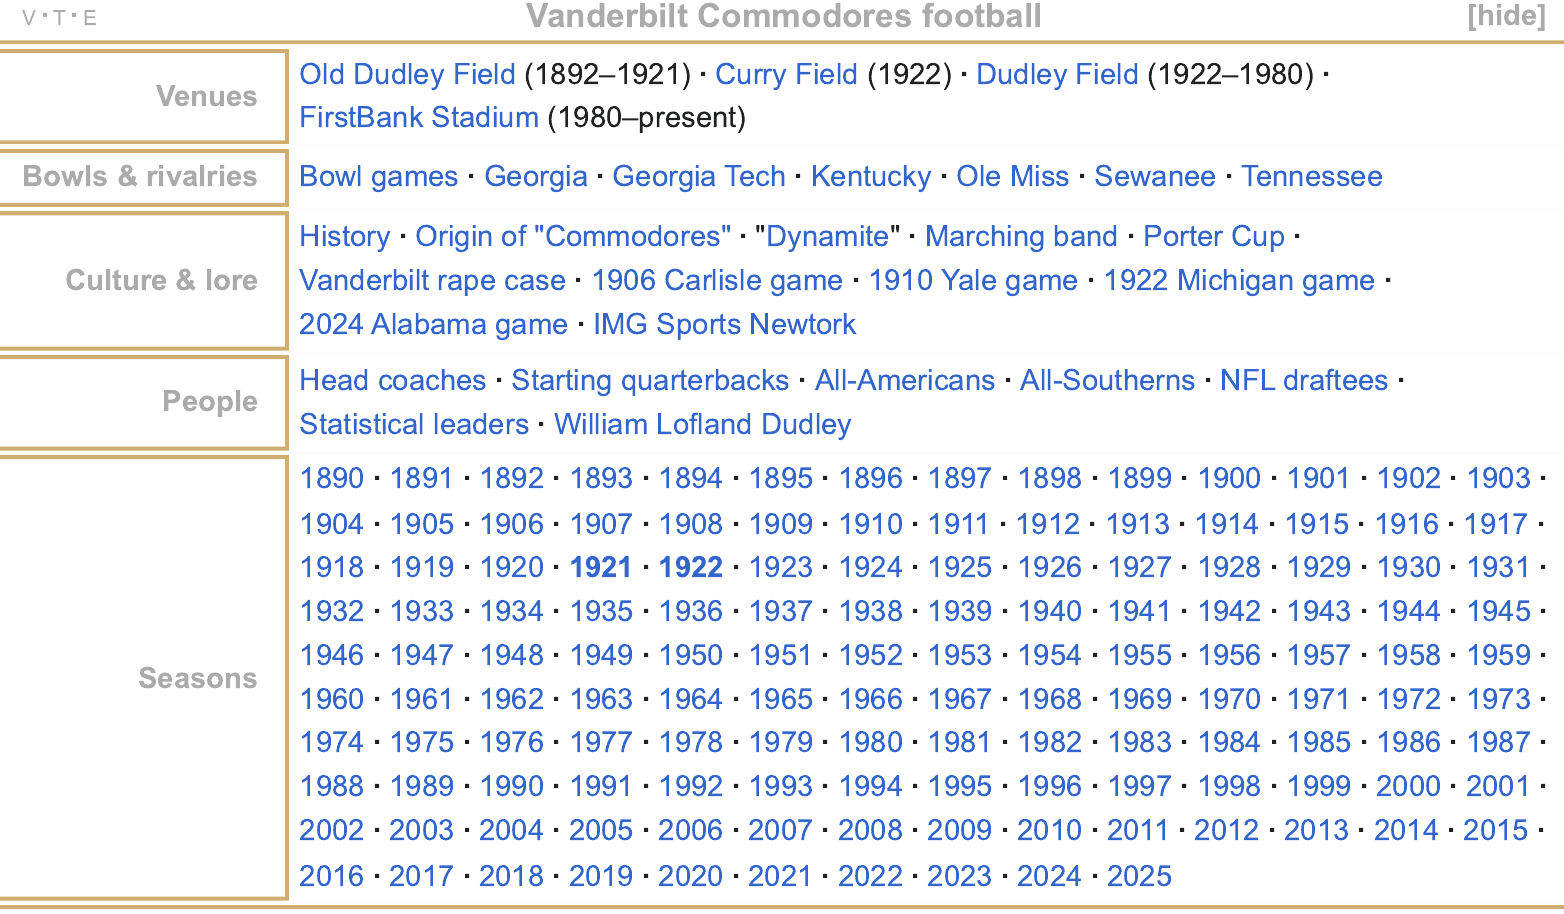 V · T · E Vanderbilt Commodores football [hide]
Venues
Old Dudley Field (1892–1921) · Curry Field (1922) · Dudley Field (1922–1980) ·
FirstBank Stadium (1980–present)
Bowls & rivalries
Bowl games · Georgia · Georgia Tech · Kentucky · Ole Miss · Sewanee · Tennessee
Culture & lore
History · Origin of "Commodores" · "Dynamite" · Marching band · Porter Cup ·
Vanderbilt rape case · 1906 Carlisle game · 1910 Yale game · 1922 Michigan game ·
2024 Alabama game · IMG Sports Newtork
People
Head coaches · Starting quarterbacks · All-Americans · All-Southerns · NFL draftees ·
Statistical leaders · William Lofland Dudley
Seasons
1890 · 1891 · 1892 · 1893 · 1894 · 1895 · 1896 · 1897 · 1898 · 1899 · 1900 · 1901 · 1902 · 1903 ·
1904 · 1905 · 1906 · 1907 · 1908 · 1909 · 1910 · 1911 · 1912 · 1913 · 1914 · 1915 · 1916 · 1917 ·
1918 · 1919 · 1920 · 1921 · 1922 · 1923 · 1924 · 1925 · 1926 · 1927 · 1928 · 1929 · 1930 · 1931 ·
1932 · 1933 · 1934 · 1935 · 1936 · 1937 · 1938 · 1939 · 1940 · 1941 · 1942 · 1943 · 1944 · 1945 ·
1946 · 1947 · 1948 · 1949 · 1950 · 1951 · 1952 · 1953 · 1954 · 1955 · 1956 · 1957 · 1958 · 1959 ·
1960 · 1961 · 1962 · 1963 · 1964 · 1965 · 1966 · 1967 · 1968 · 1969 · 1970 · 1971 · 1972 · 1973 ·
1974 · 1975 · 1976 · 1977 · 1978 · 1979 · 1980 · 1981 · 1982 · 1983 · 1984 · 1985 · 1986 · 1987 ·
1988 · 1989 · 1990 · 1991 · 1992 · 1993 · 1994 · 1995 · 1996 · 1997 · 1998 · 1999 · 2000 · 2001 ·
2002 · 2003 · 2004 · 2005 · 2006 · 2007 · 2008 · 2009 · 2010 · 2011 · 2012 · 2013 · 2014 · 2015 ·
2016 · 2017 · 2018 · 2019 · 2020 · 2021 · 2022 · 2023 · 2024 · 2025